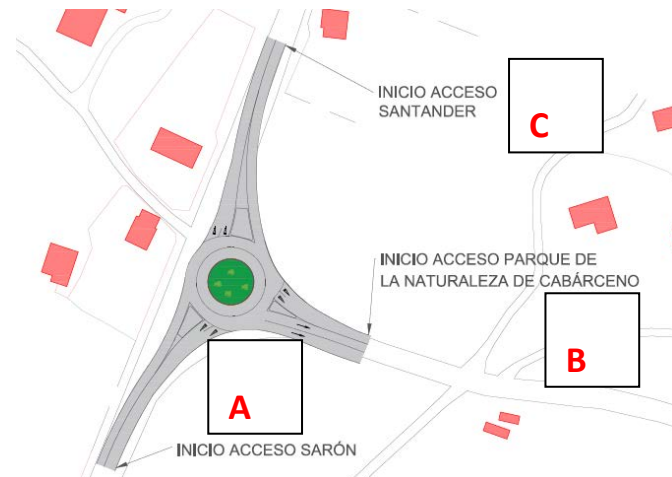 INICIO ACCESO
SANTANDER
C
INICIO ACCESO PARQUE DE
LA NATURALEZA DE CABÁRCENO
B
A
INICIO ACCESO SARÓN